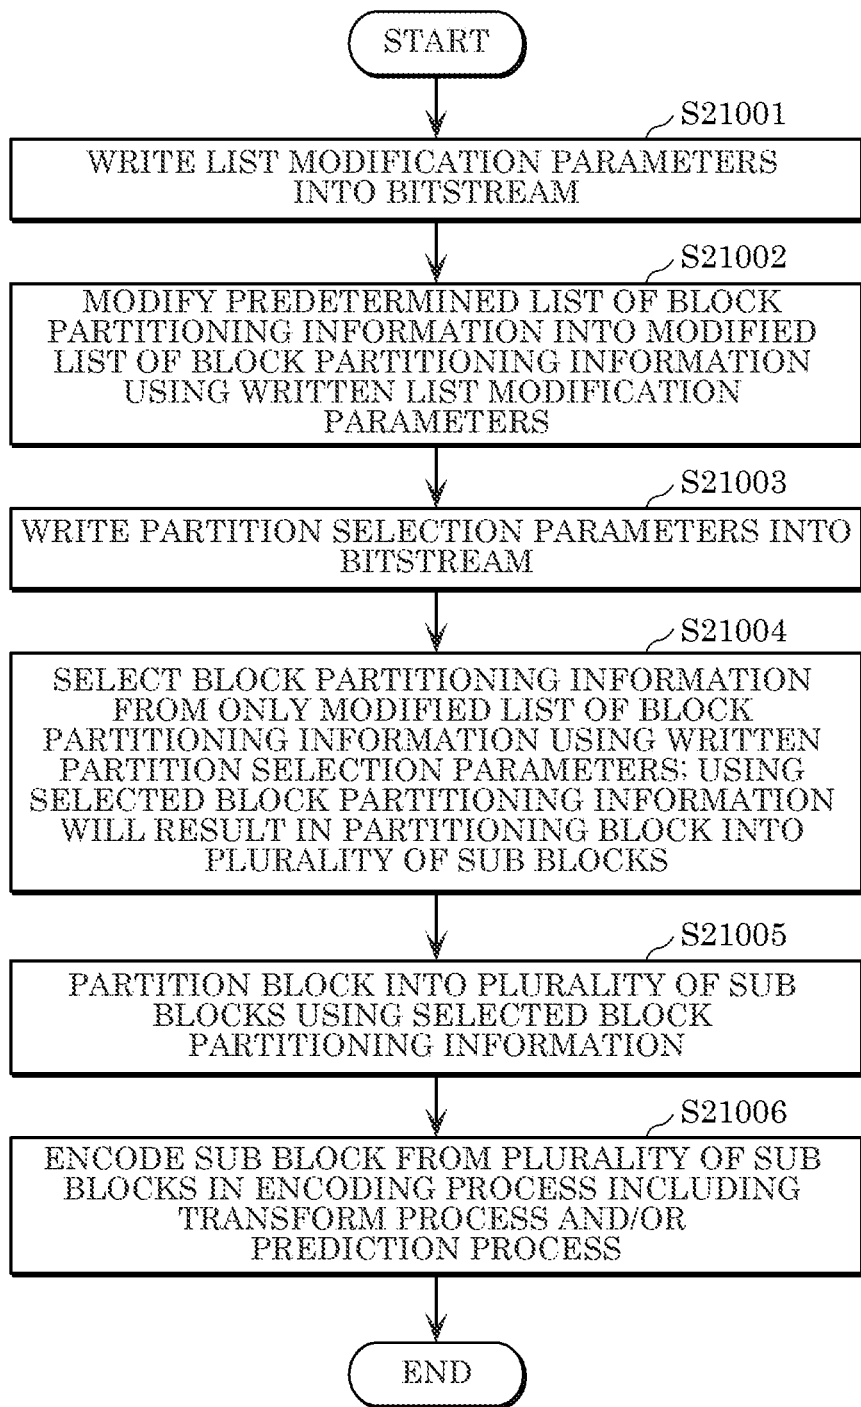 START
S21001
WRITE LIST MODIFICATION PARAMETERS
INTO BITSTREAM
S21002
MODIFY PREDETERMINED LIST OF BLOCK
PARTITIONING INFORMATION INTO MODIFIED
LIST OF BLOCK PARTITIONING INFORMATION
USING WRITTEN LIST MODIFICATION
PARAMETERS
S21003
WRITE PARTITION SELECTION PARAMETERS INTO
BITSTREAM
S21004
SELECT BLOCK PARTITIONING INFORMATION
FROM ONLY MODIFIED LIST OF BLOCK
PARTITIONING INFORMATION USING WRITTEN
PARTITION SELECTION PARAMETERS; USING
SELECTED BLOCK PARTITIONING INFORMATION
WILL RESULT IN PARTITIONING BLOCK INTO
PLURALITY OF SUB BLOCKS
S21005
PARTITION BLOCK INTO PLURALITY OF SUB
BLOCKS USING SELECTED BLOCK
PARTITIONING INFORMATION
S21006
ENCODE SUB BLOCK FROM PLURALITY OF SUB
BLOCKS IN ENCODING PROCESS INCLUDING
TRANSFORM PROCESS AND/OR
PREDICTION PROCESS
END